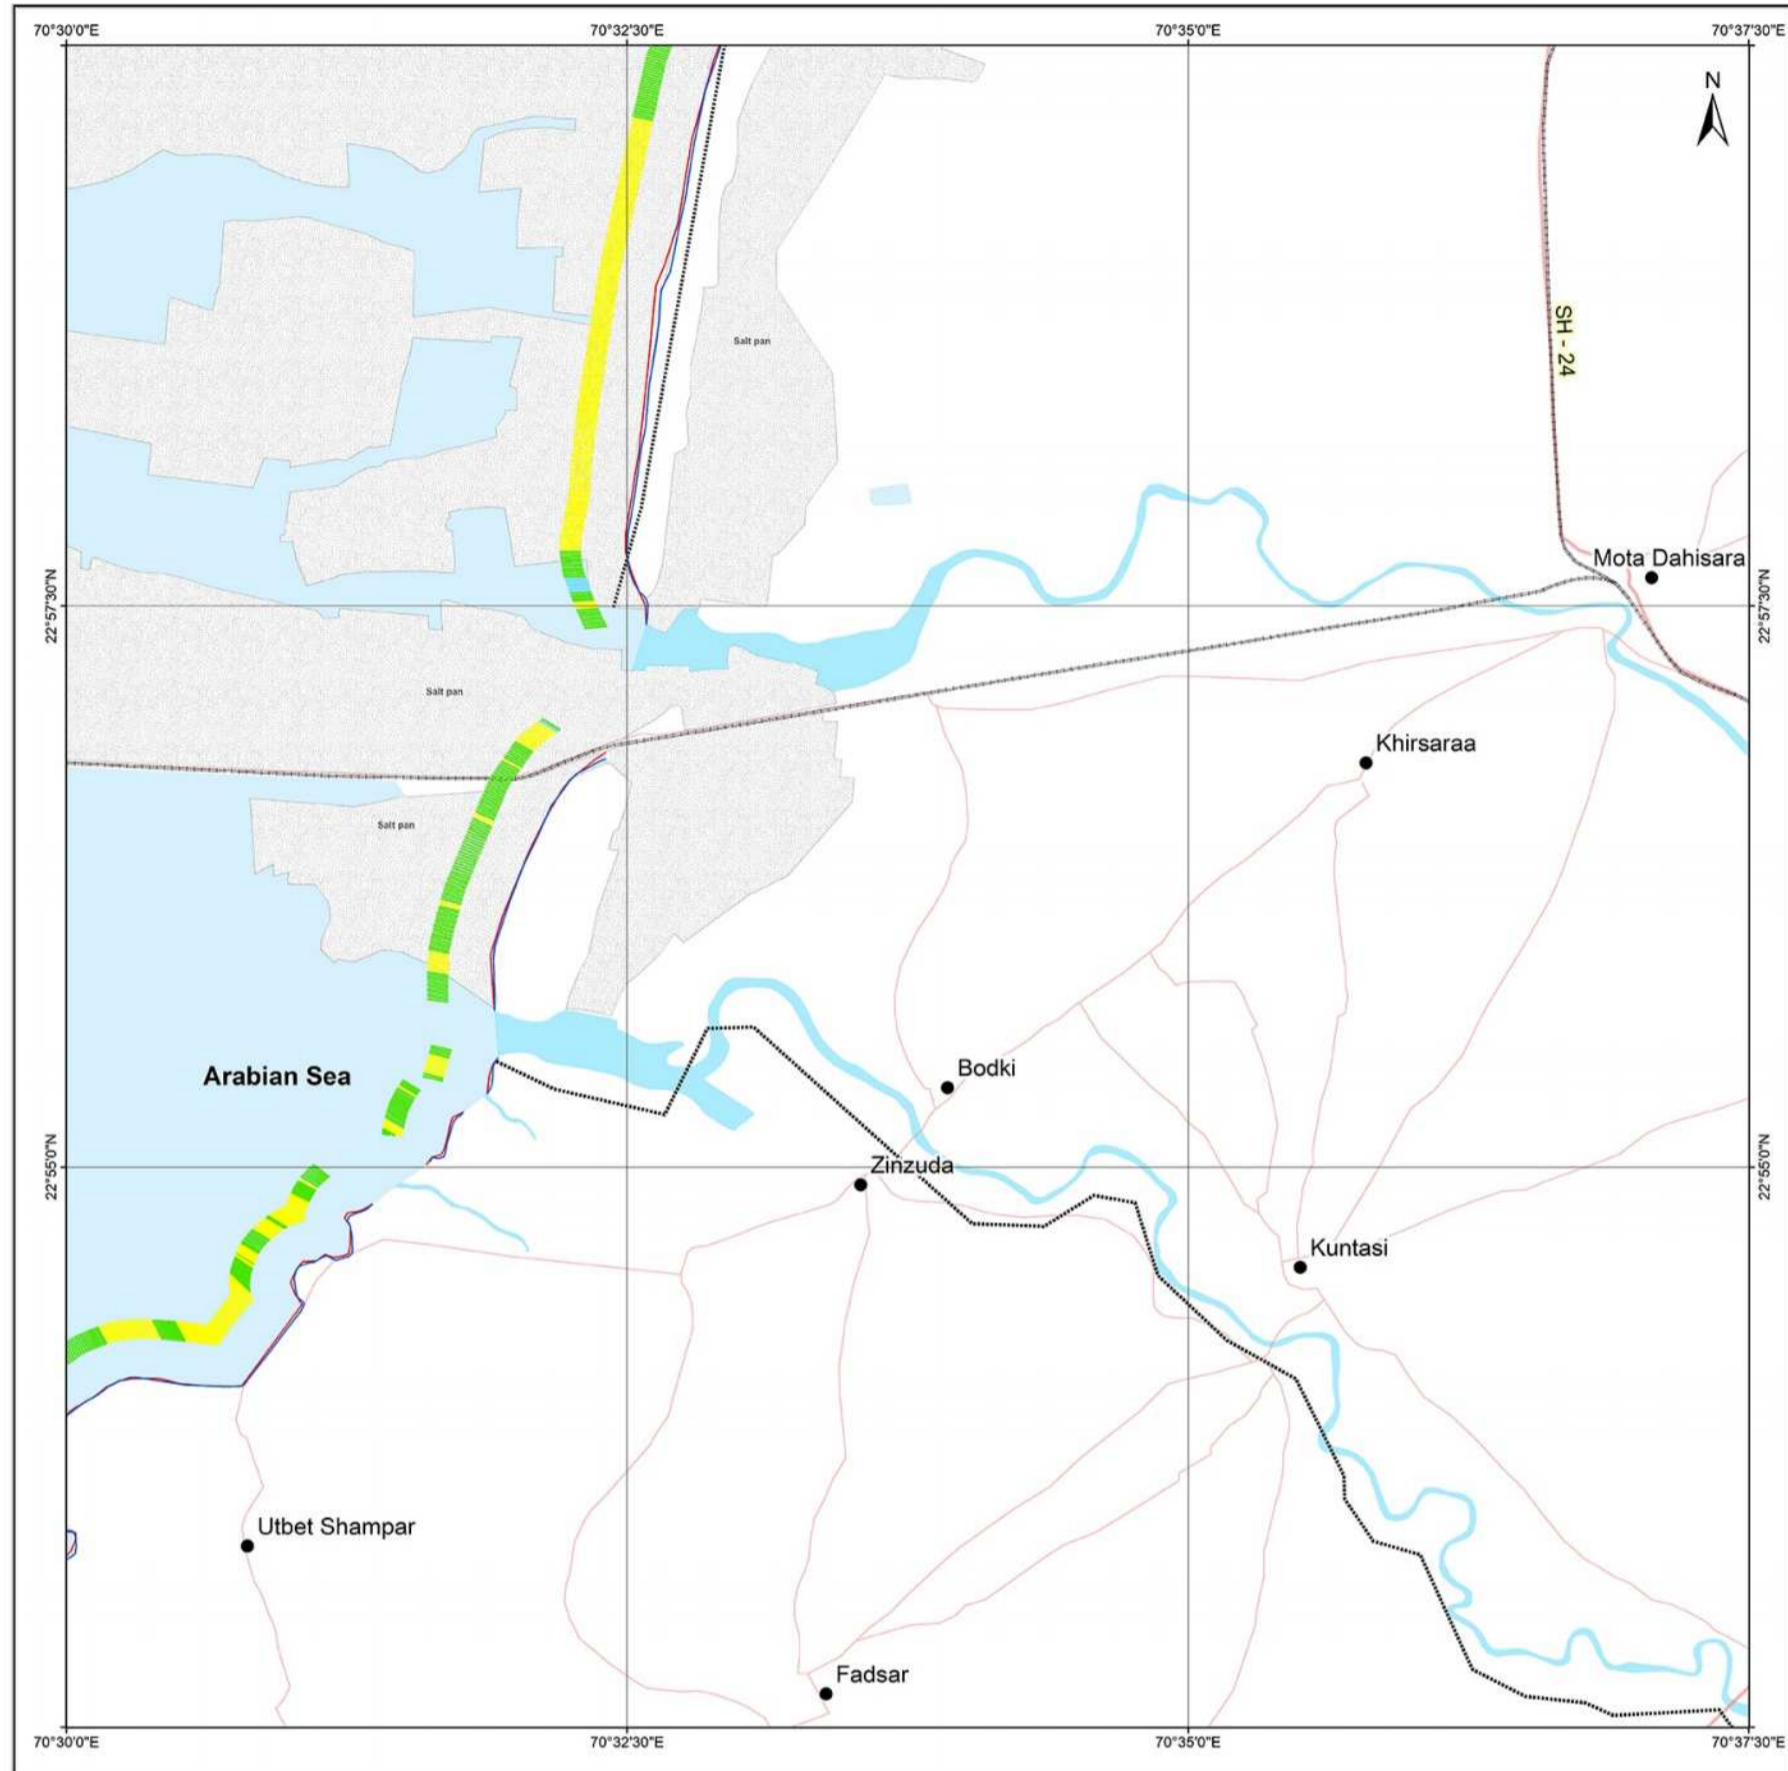 70°30'0"E
70°32'30"E
70°35'0"E
70°37'30"E
N
Salt pan
SH - 24
Mota Dahisara
22°57'30"N
22°57'30"N
Salt pan
Khirsaraa
Salt pan
Arabian Sea
Bodki
22°55'0"N
Zinzuda
22°55'0"N
Kuntasi
Utbet Shampar
Fadsar
70°30'0"E
70°32'30"E
70°35'0"E
70°37'30"E